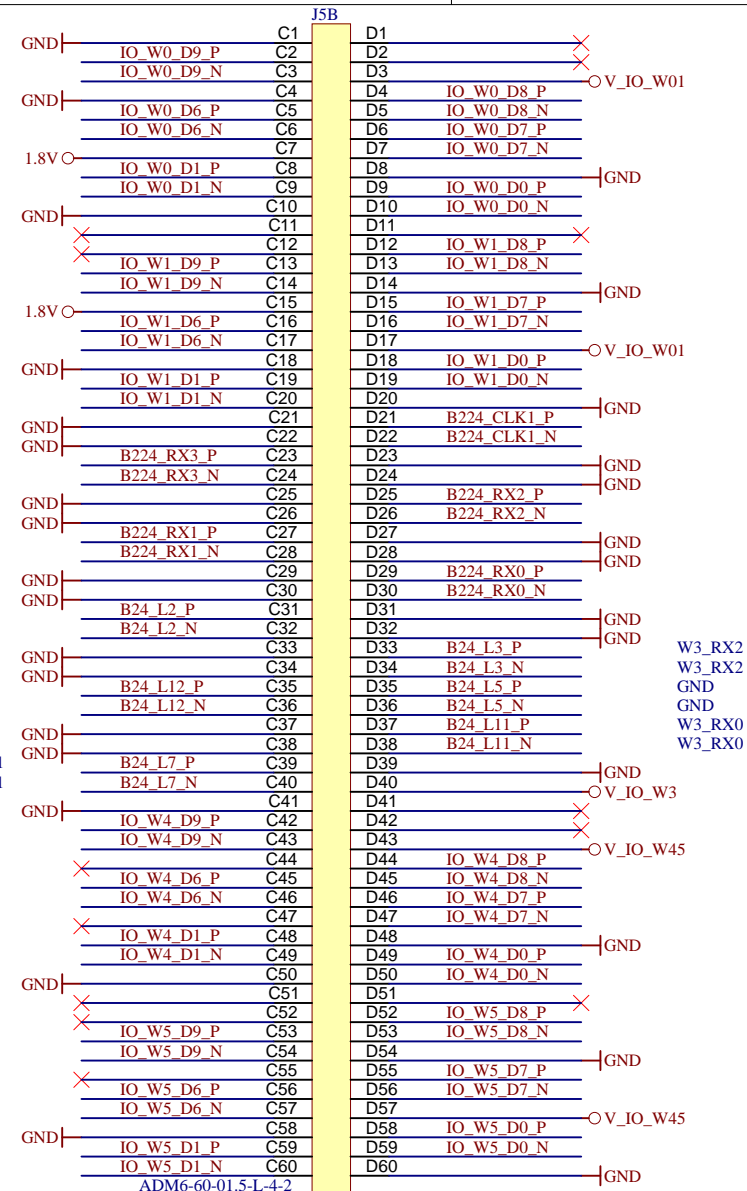 J5B
GND C1 D1
IO_W0_D9_P C2 D2
IO_W0_D9_N C3 D3 V_IO_W01
GND C4 D4 IO_W0_D8_P
IO_W0_D6_P C5 D5 IO_W0_D8_N
IO_W0_D6_N C6 D6 IO_W0_D7_P
1.8V C7 D7 IO_W0_D7_N
IO_W0_D1_P C8 D8 GND
IO_W0_D1_N C9 D9 IO_W0_D0_P
GND C10 D10 IO_W0_D0_N
C11 D11
C12 D12 IO_W1_D8_P
IO_W1_D9_P C13 D13 IO_W1_D8_N
IO_W1_D9_N C14 D14 GND
1.8V C15 D15 IO_W1_D7_P
IO_W1_D6_P C16 D16 IO_W1_D7_N
IO_W1_D6_N C17 D17 V_IO_W01
GND C18 D18 IO_W1_D0_P
IO_W1_D1_P C19 D19 IO_W1_D0_N
IO_W1_D1_N C20 D20 GND
GND C21 D21 B224_CLK1_P
GND C22 D22 B224_CLK1_N
B224_RX3_P C23 D23 GND
B224_RX3_N C24 D24 GND
GND C25 D25 B224_RX2_P
GND C26 D26 B224_RX2_N
B224_RX1_P C27 D27 GND
B224_RX1_N C28 D28 GND
GND C29 D29 B224_RX0_P
GND C30 D30 B224_RX0_N
B24_L2_P C31 D31 GND
B24_L2_N C32 D32 GND
GND C33 D33 B24_L3_P W3_RX2
GND C34 D34 B24_L3_N W3_RX2
B24_L12_P C35 D35 B24_L5_P GND
B24_L12_N C36 D36 B24_L5_N GND
GND C37 D37 B24_L11_P W3_RX0
GND C38 D38 B24_L11_N W3_RX0
B24_L7_P C39 D39 GND
B24_L7_N C40 D40 V_IO_W3
GND C41 D41
IO_W4_D9_P C42 D42
IO_W4_D9_N C43 D43 V_IO_W45
C44 D44 IO_W4_D8_P
IO_W4_D6_P C45 D45 IO_W4_D8_N
IO_W4_D6_N C46 D46 IO_W4_D7_P
C47 D47 IO_W4_D7_N
IO_W4_D1_P C48 D48 GND
IO_W4_D1_N C49 D49 IO_W4_D0_P
GND C50 D50 IO_W4_D0_N
C51 D51
C52 D52 IO_W5_D8_P
IO_W5_D9_P C53 D53 IO_W5_D8_N
IO_W5_D9_N C54 D54 GND
C55 D55 IO_W5_D7_P
IO_W5_D6_P C56 D56 IO_W5_D7_N
IO_W5_D6_N C57 D57 V_IO_W45
GND C58 D58 IO_W5_D0_P
IO_W5_D1_P C59 D59 IO_W5_D0_N
IO_W5_D1_N C60 D60 GND
ADM6-60-01.5-L-4-2